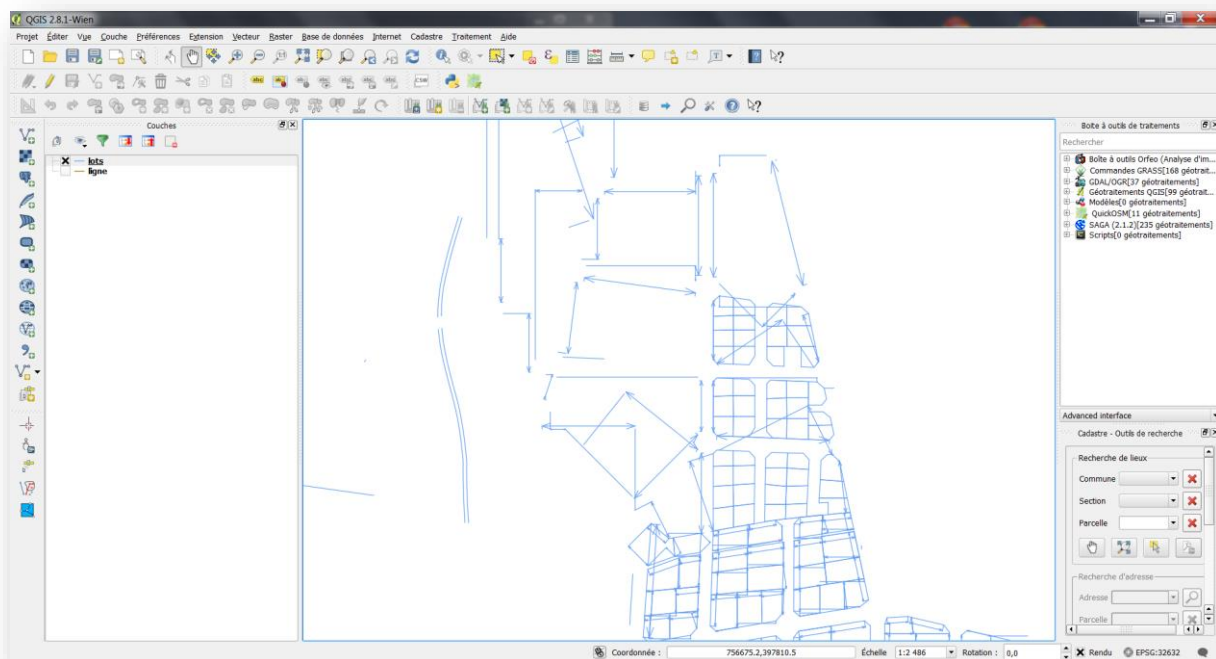 QGIS 2.8.1-Wien
Projet Éditer Vue Couche Préférences Extension Vecteur Raster Base de données Internet Cadastre Traitement Aide
CSW
Couches
lots
ligne
Boite à outils de traitements
Rechercher
Boîte à outils Orfeo (Analyse d'im...
Commandes GRASS[168 géotrait...
GDAL/OGR[37 géotraitements]
Géotraitements QGIS[99 géotrait...
Modèles[0 géotraitements]
QuickOSM[11 géotraitements]
SAGA (2.1.2)[235 géotraitements]
Scripts[0 géotraitements]
Advanced interface
Cadastre - Outils de recherche
Recherche de lieux
Commune
Section
Parcelle
Recherche d'adresse
Adresse
Parcelle
Coordonnée : 756675.2,397810.5 Échelle 1:2 486 Rotation : 0,0 Rendu EPSG:32632